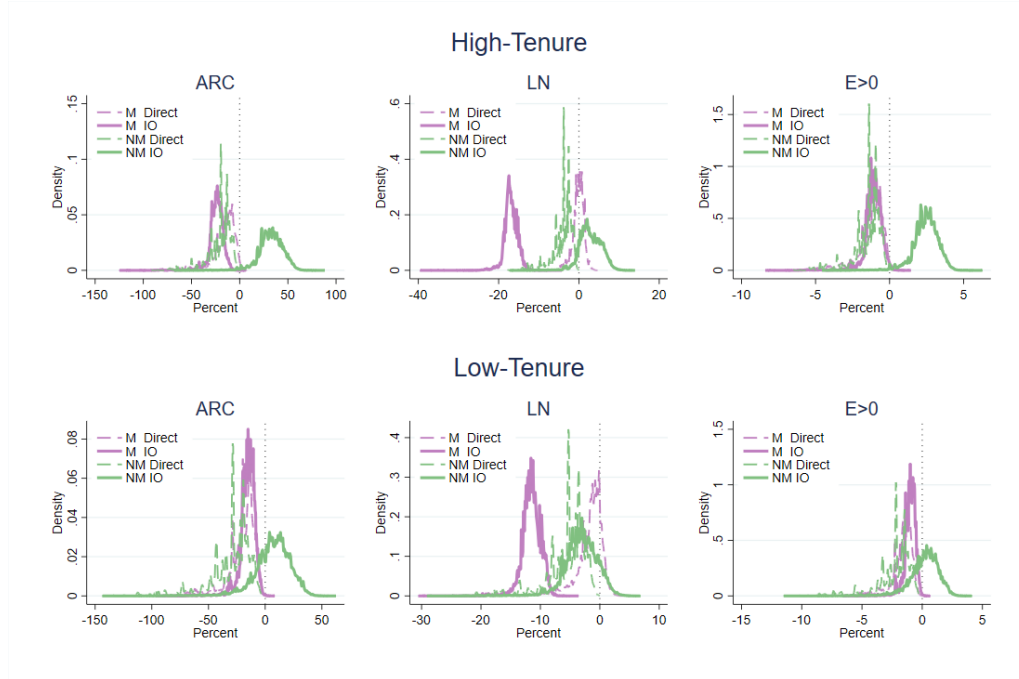 High-Tenure
ARC
LN
E>0
M Direct
M IO
NM Direct
NM IO
Density
0
.05
.1
.15
-150
-100
-50
0
50
100
Percent
M Direct
M IO
NM Direct
NM IO
Density
0
.2
.4
.6
-40
-20
0
20
Percent
M Direct
M IO
NM Direct
NM IO
Density
0
.5
1
1.5
-10
-5
0
5
Percent
Low-Tenure
ARC
LN
E>0
M Direct
M IO
NM Direct
NM IO
Density
0
.02
.04
.06
.08
-150
-100
-50
0
50
Percent
M Direct
M IO
NM Direct
NM IO
Density
0
.1
.2
.3
.4
-30
-20
-10
0
10
Percent
M Direct
M IO
NM Direct
NM IO
Density
0
.5
1
1.5
-15
-10
-5
0
5
Percent